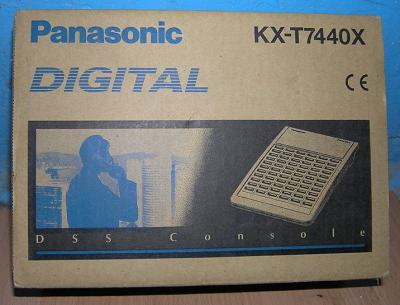 Panasonic KX-T7440X
DIGITAL CE
DSS Console